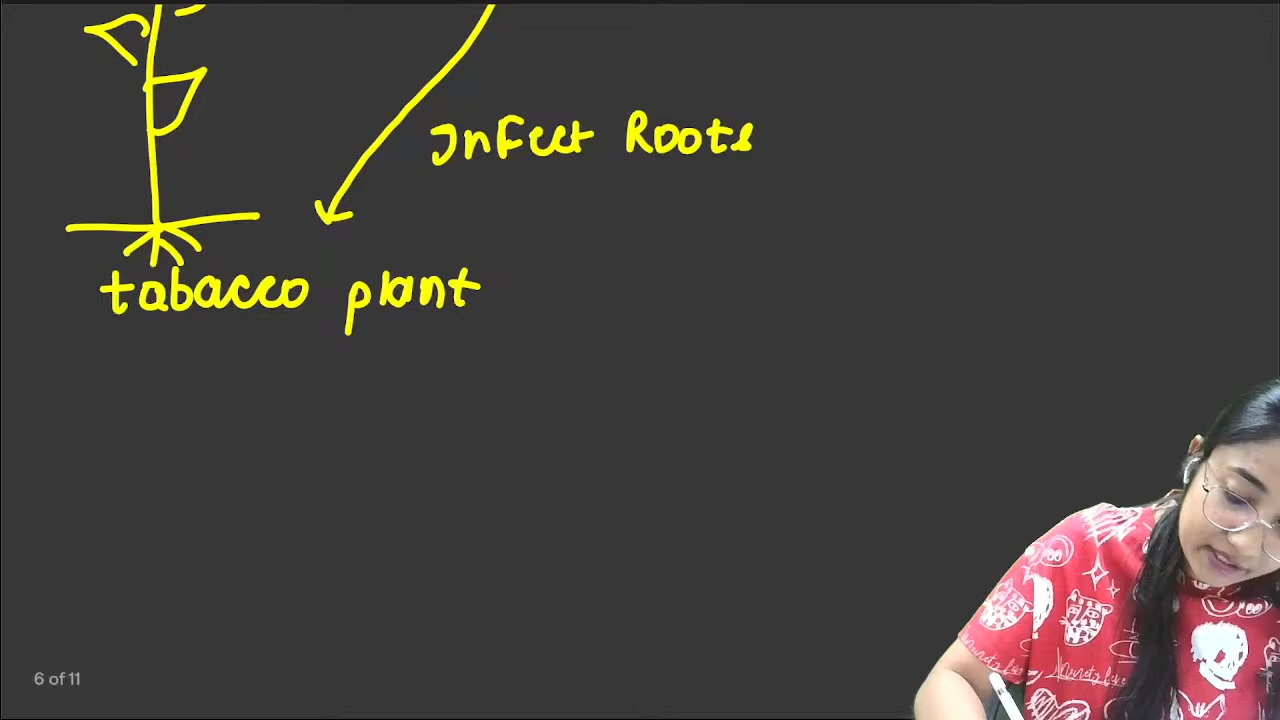 Infect Roots
tabacco plant
6 of 11